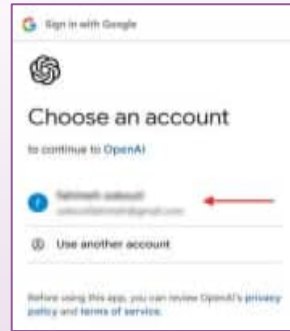 Sign in with Google
Choose an account
to continue to OpenAI
Use another account
Before using this app, you can review OpenAI's privacy
policy and terms of service.